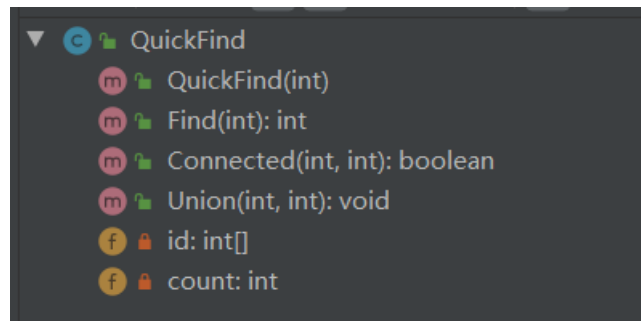 QuickFind
QuickFind(int)
Find(int): int
Connected(int, int): boolean
Union(int, int): void
id: int[]
count: int